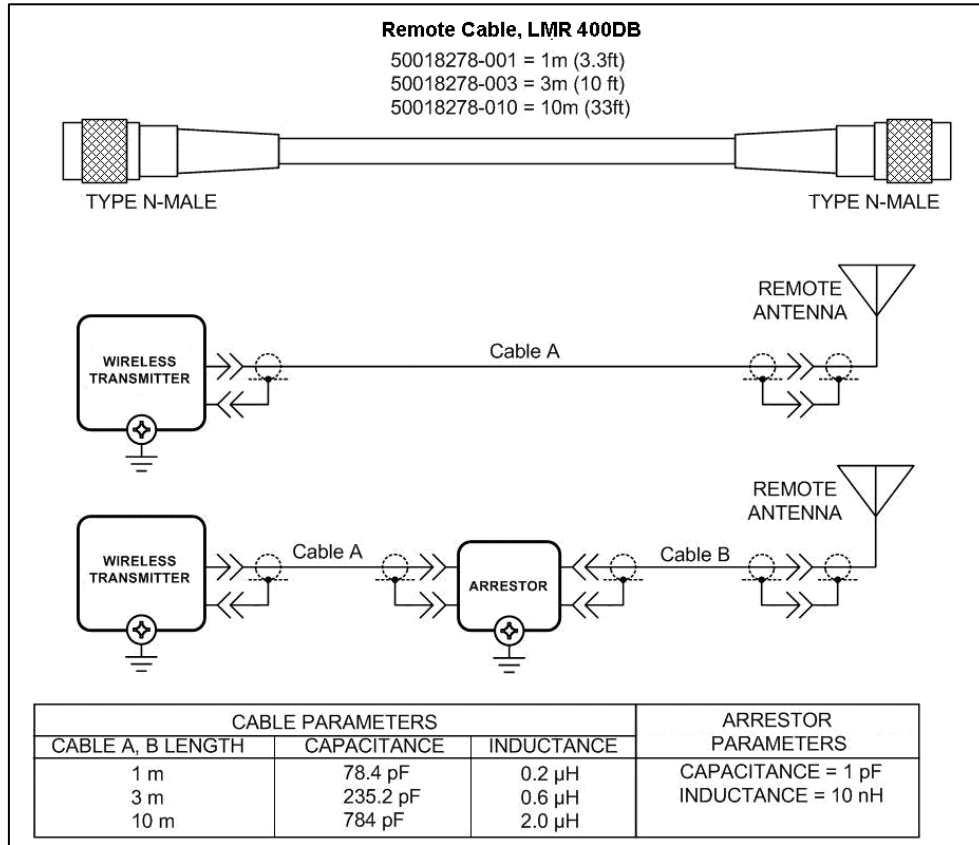 Remote Cable, LMR 400DB
50018278-001 = 1m (3.3ft)
50018278-003 = 3m (10 ft)
50018278-010 = 10m (33ft)
TYPE N-MALE
TYPE N-MALE
REMOTE
ANTENNA
WIRELESS
TRANSMITTER
Cable A
REMOTE
ANTENNA
WIRELESS
TRANSMITTER
Cable A
ARRESTOR
Cable B
CABLE PARAMETERS
ARRESTOR
PARAMETERS
CABLE A, B LENGTH CAPACITANCE INDUCTANCE
1 m 78.4 pF 0.2 µH CAPACITANCE = 1 pF
3 m 235.2 pF 0.6 µH INDUCTANCE = 10 nH
10 m 784 pF 2.0 µH